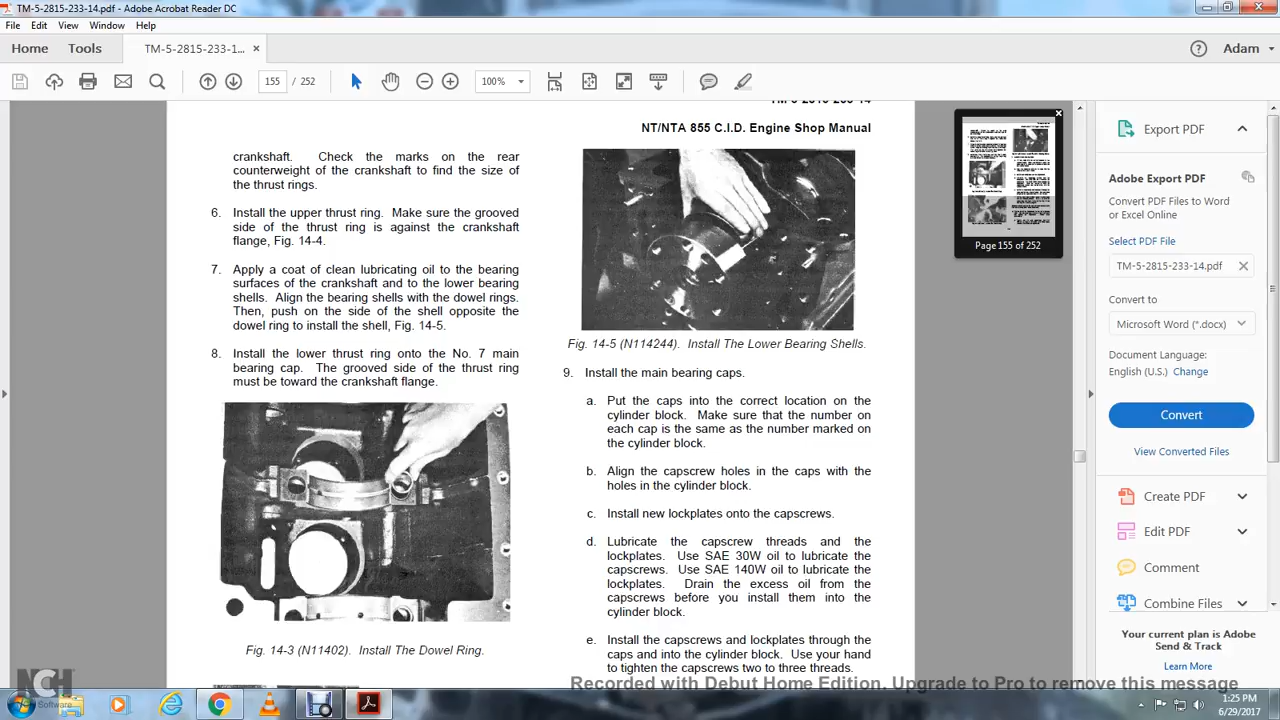 TM-5-2815-233-14.pdf - Adobe Acrobat Reader DC
File Edit View Window Help
Home Tools TM-5-2815-233-1... × Adam
155 / 252 100%
TM 5-2815-233-14
NT/NTA 855 C.I.D. Engine Shop Manual
crankshaft. Check the marks on the rear
counterweight of the crankshaft to find the size of
the thrust rings.
6. Install the upper thrust ring. Make sure the grooved
side of the thrust ring is against the crankshaft
flange, Fig. 14-4.
7. Apply a coat of clean lubricating oil to the bearing
surfaces of the crankshaft and to the lower bearing
shells. Align the bearing shells with the dowel rings.
Then, push on the side of the shell opposite the
dowel ring to install the shell, Fig. 14-5.
8. Install the lower thrust ring onto the No. 7 main
bearing cap. The grooved side of the thrust ring
must be toward the crankshaft flange.
Fig. 14-3 (N11402). Install The Dowel Ring.
Fig. 14-5 (N114244). Install The Lower Bearing Shells.
9. Install the main bearing caps.
a. Put the caps into the correct location on the
cylinder block. Make sure that the number on
each cap is the same as the number marked on
the cylinder block.
b. Align the capscrew holes in the caps with the
holes in the cylinder block.
c. Install new lockplates onto the capscrews.
d. Lubricate the capscrew threads and the
lockplates. Use SAE 30W oil to lubricate the
capscrews. Use SAE 140W oil to lubricate the
lockplates. Drain the excess oil from the
capscrews before you install them into the
cylinder block.
e. Install the capscrews and lockplates through the
caps and into the cylinder block. Use your hand
to tighten the capscrews two to three threads.
Page 155 of 252
Export PDF
Adobe Export PDF
Convert PDF Files to Word
or Excel Online
Select PDF File
TM-5-2815-233-14.pdf
Convert to
Microsoft Word (*.docx)
Document Language:
English (U.S.) Change
Convert
View Converted Files
Create PDF
Edit PDF
Comment
Combine Files
Your current plan is Adobe
Send & Track
Learn More
NCH
Software
Recorded with Debut Home Edition. Upgrade to Pro to remove this message
1:25 PM
6/29/2017